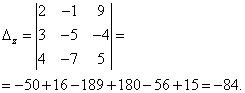 Δz = |2 -1 9|
|3 -5 -4| =
|4 -7 5|
= -50+16-189+180-56+15 = -84.